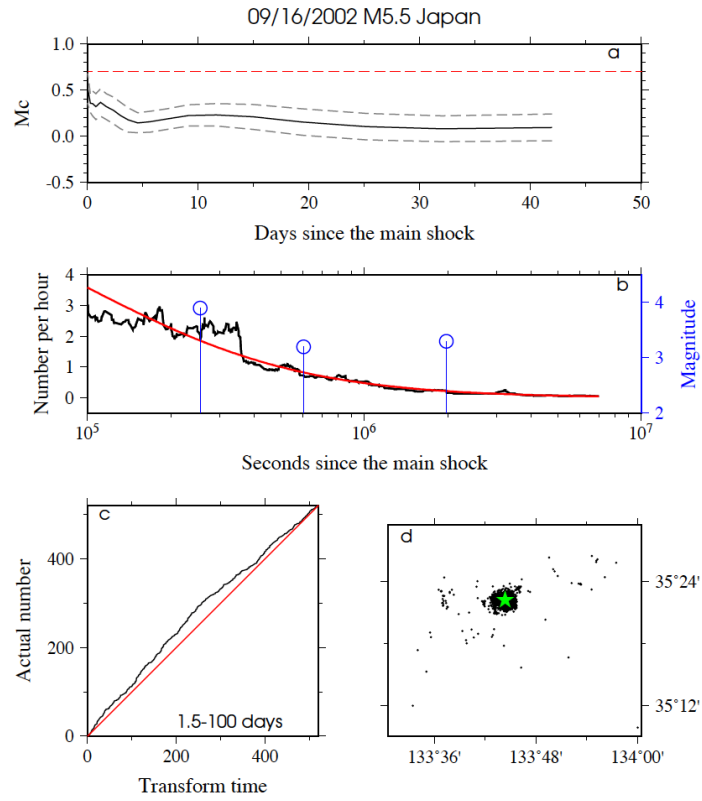 09/16/2002 M5.5 Japan
a
1.0
0.5
0.0
-0.5
Mc
0 10 20 30 40 50
Days since the main shock
b
4
3
2
1
0
Number per hour
4
3
2
Magnitude
10^5 10^6 10^7
Seconds since the main shock
c
400
200
0
Actual number
1.5-100 days
0 200 400
Transform time
d
35°24'
35°12'
133°36' 133°48' 134°00'